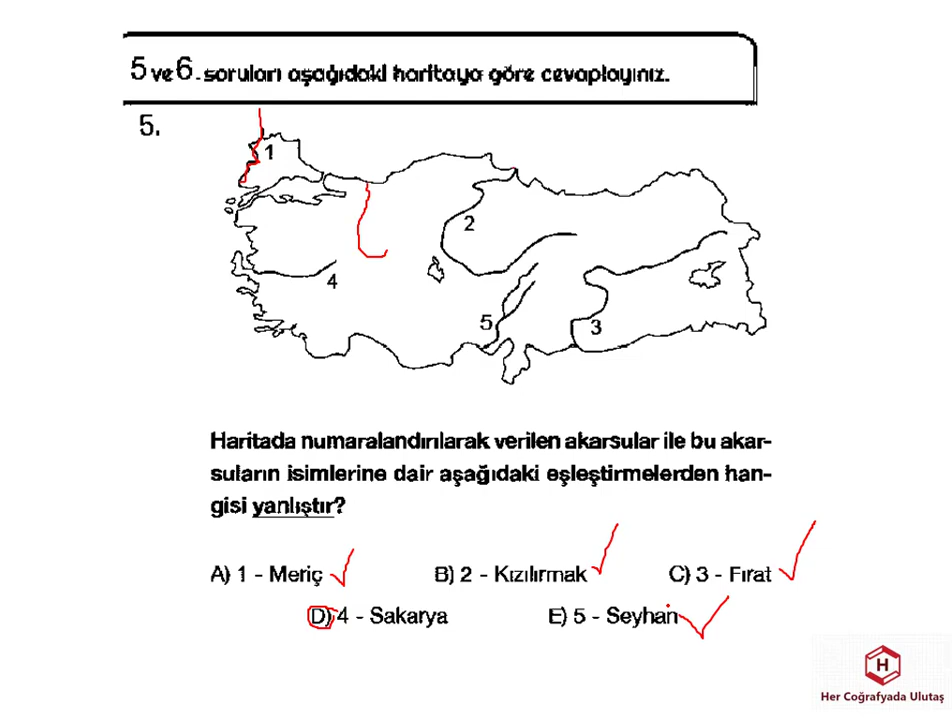 5 ve 6. soruları aşağıdaki haritaya göre cevaplayınız.
5.
1
2
4
5
3
Haritada numaralandırılarak verilen akarsular ile bu akar-
suların isimlerine dair aşağıdaki eşleştirmelerden han-
gisi yanlıştır?
A) 1 - Meriç B) 2 - Kızılırmak C) 3 - Fırat
D) 4 - Sakarya E) 5 - Seyhan
H
Her Coğrafyada Ulutaş